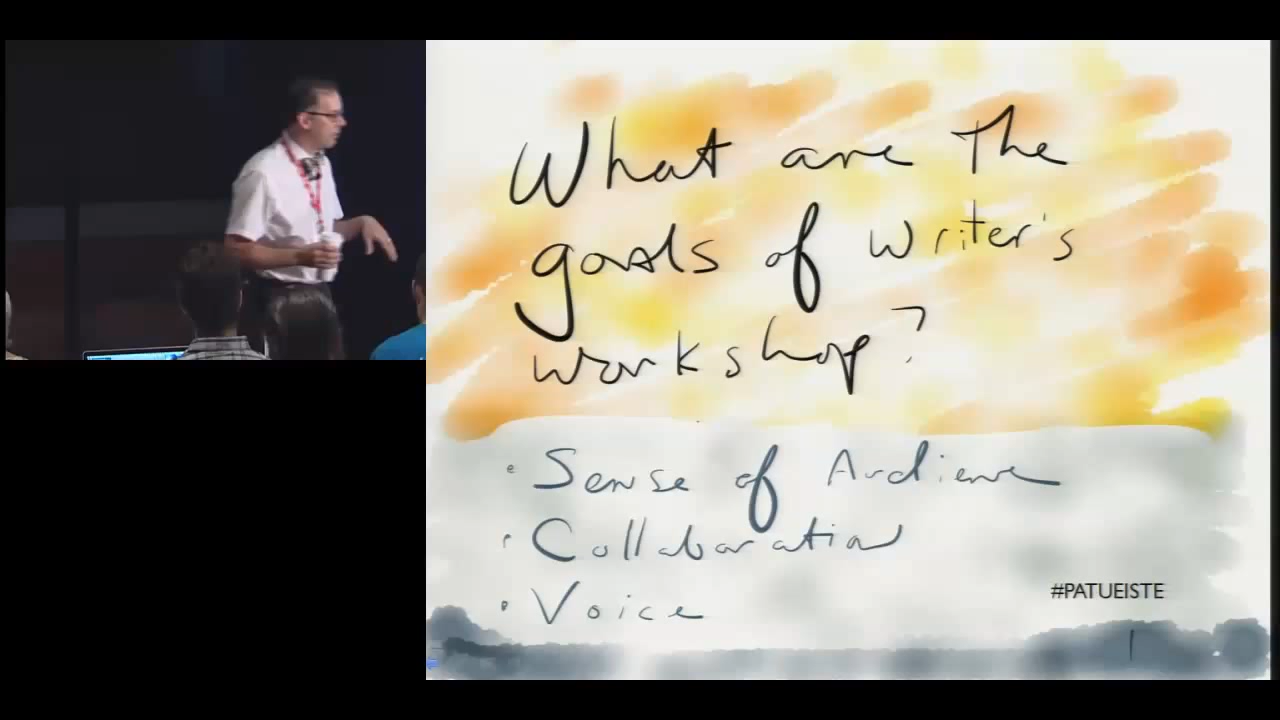 What are the
goals of writer's
workshop?
• Sense of Audience
• Collaboration
• Voice
#PATUEISTE